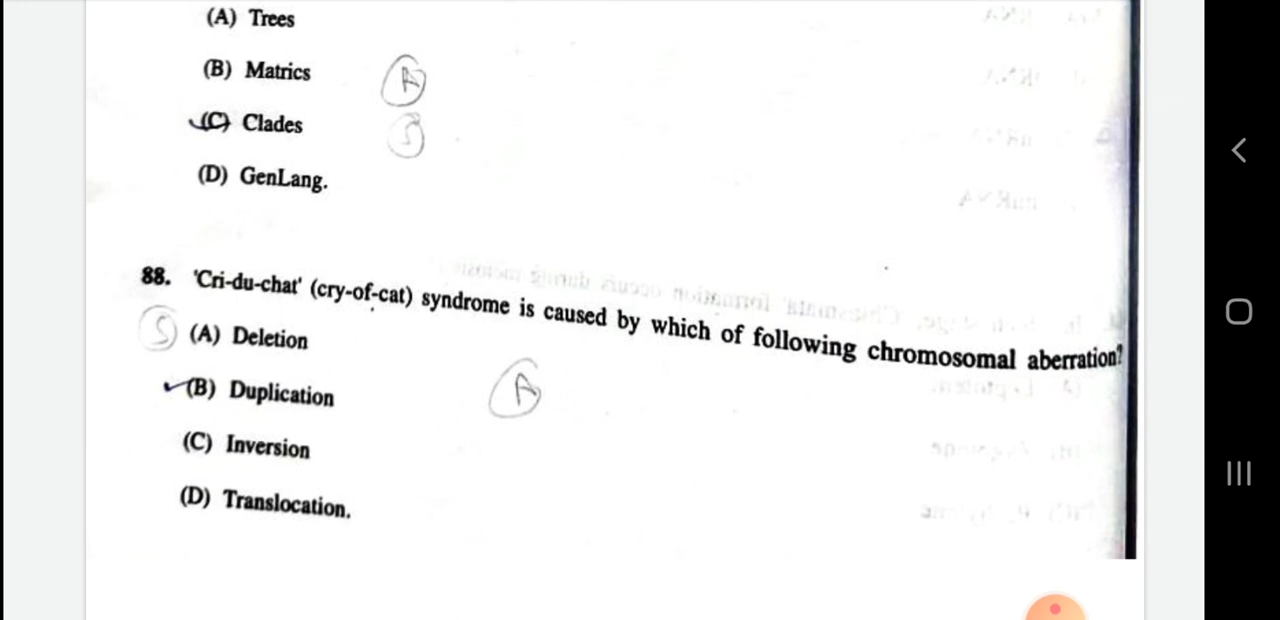 (A) Trees
(B) Matrics
A
(C) Clades
S
(D) GenLang.
88. 'Cri-du-chat' (cry-of-cat) syndrome is caused by which of following chromosomal aberration?
S
(A) Deletion
(B) Duplication
A
(C) Inversion
(D) Translocation.